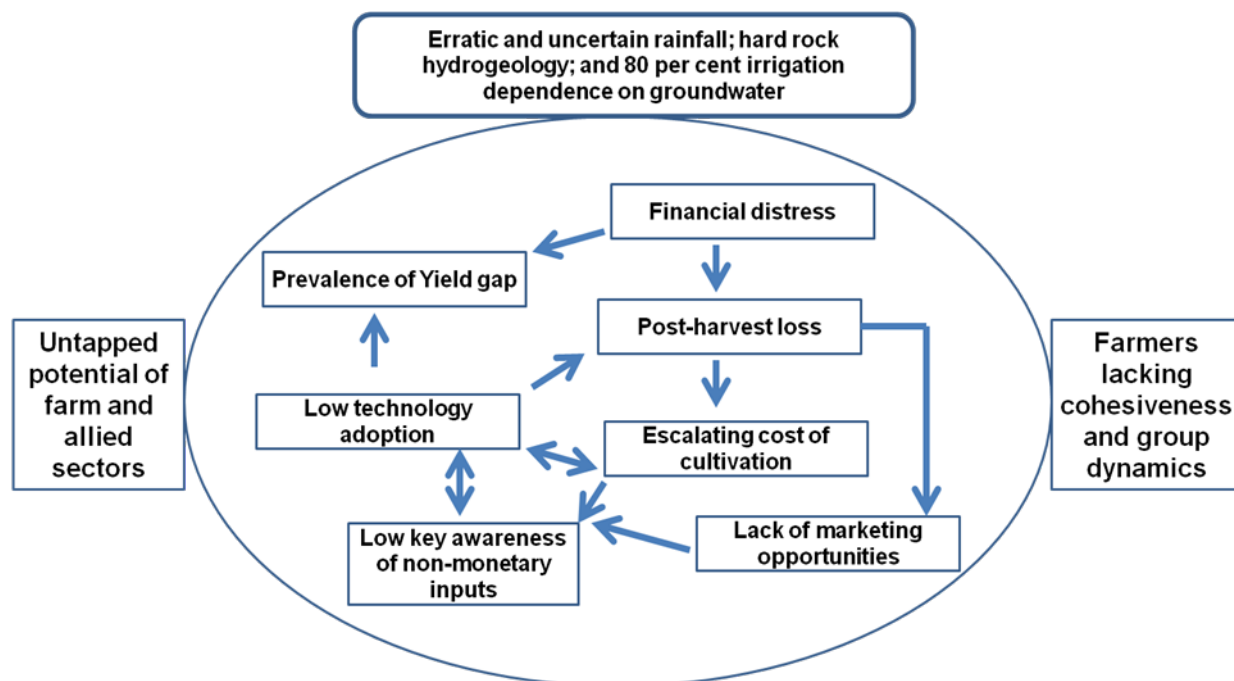 Erratic and uncertain rainfall; hard rock
hydrogeology; and 80 per cent irrigation
dependence on groundwater
Financial distress
Prevalence of Yield gap
Post-harvest loss
Untapped
potential of
farm and
allied
sectors
Farmers
lacking
cohesiveness
and group
dynamics
Low technology
adoption
Escalating cost of
cultivation
Low key awareness
of non-monetary
inputs
Lack of marketing
opportunities